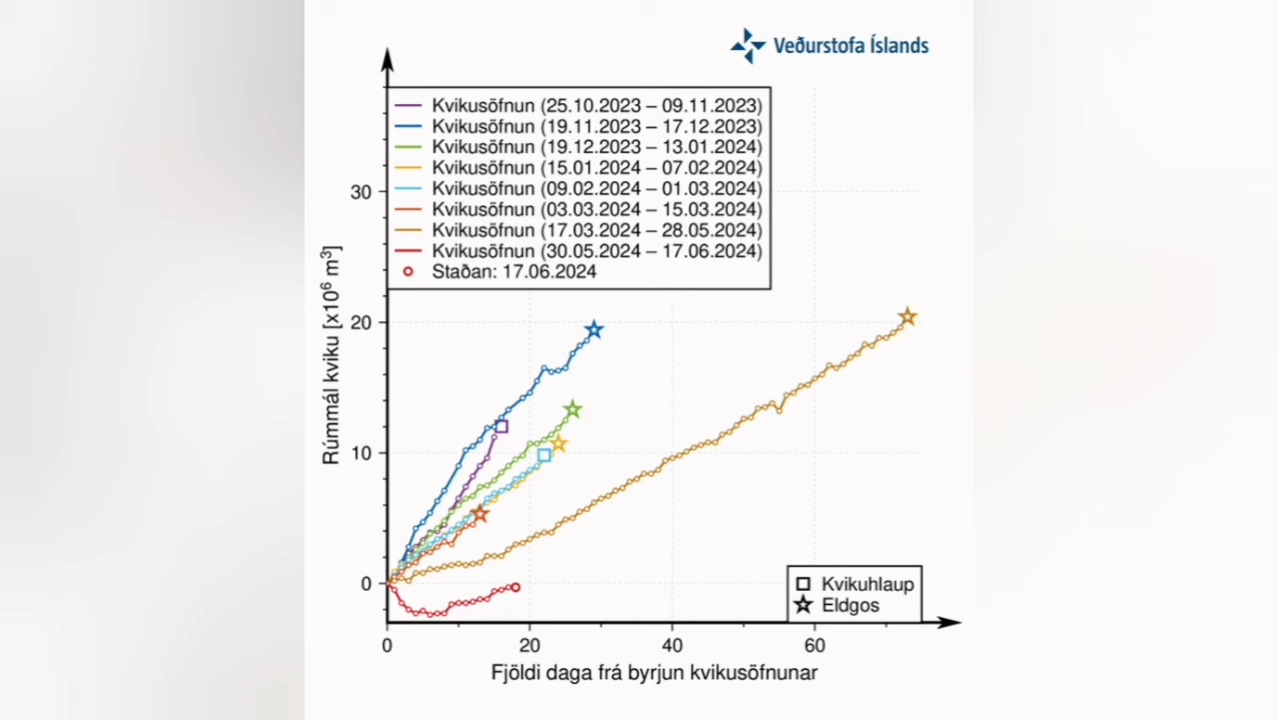 Veðurstofa Íslands
Kvikusöfnun (25.10.2023 – 09.11.2023)
Kvikusöfnun (19.11.2023 – 17.12.2023)
Kvikusöfnun (19.12.2023 – 13.01.2024)
Kvikusöfnun (15.01.2024 – 07.02.2024)
Kvikusöfnun (09.02.2024 – 01.03.2024)
Kvikusöfnun (03.03.2024 – 15.03.2024)
Kvikusöfnun (17.03.2024 – 28.05.2024)
Kvikusöfnun (30.05.2024 – 17.06.2024)
Staðan: 17.06.2024
Rúmmál kviku [x10⁶ m³]
30
20
10
0
Kvikuhlaup
Eldgos
0 20 40 60
Fjöldi daga frá byrjun kvikusöfnunar